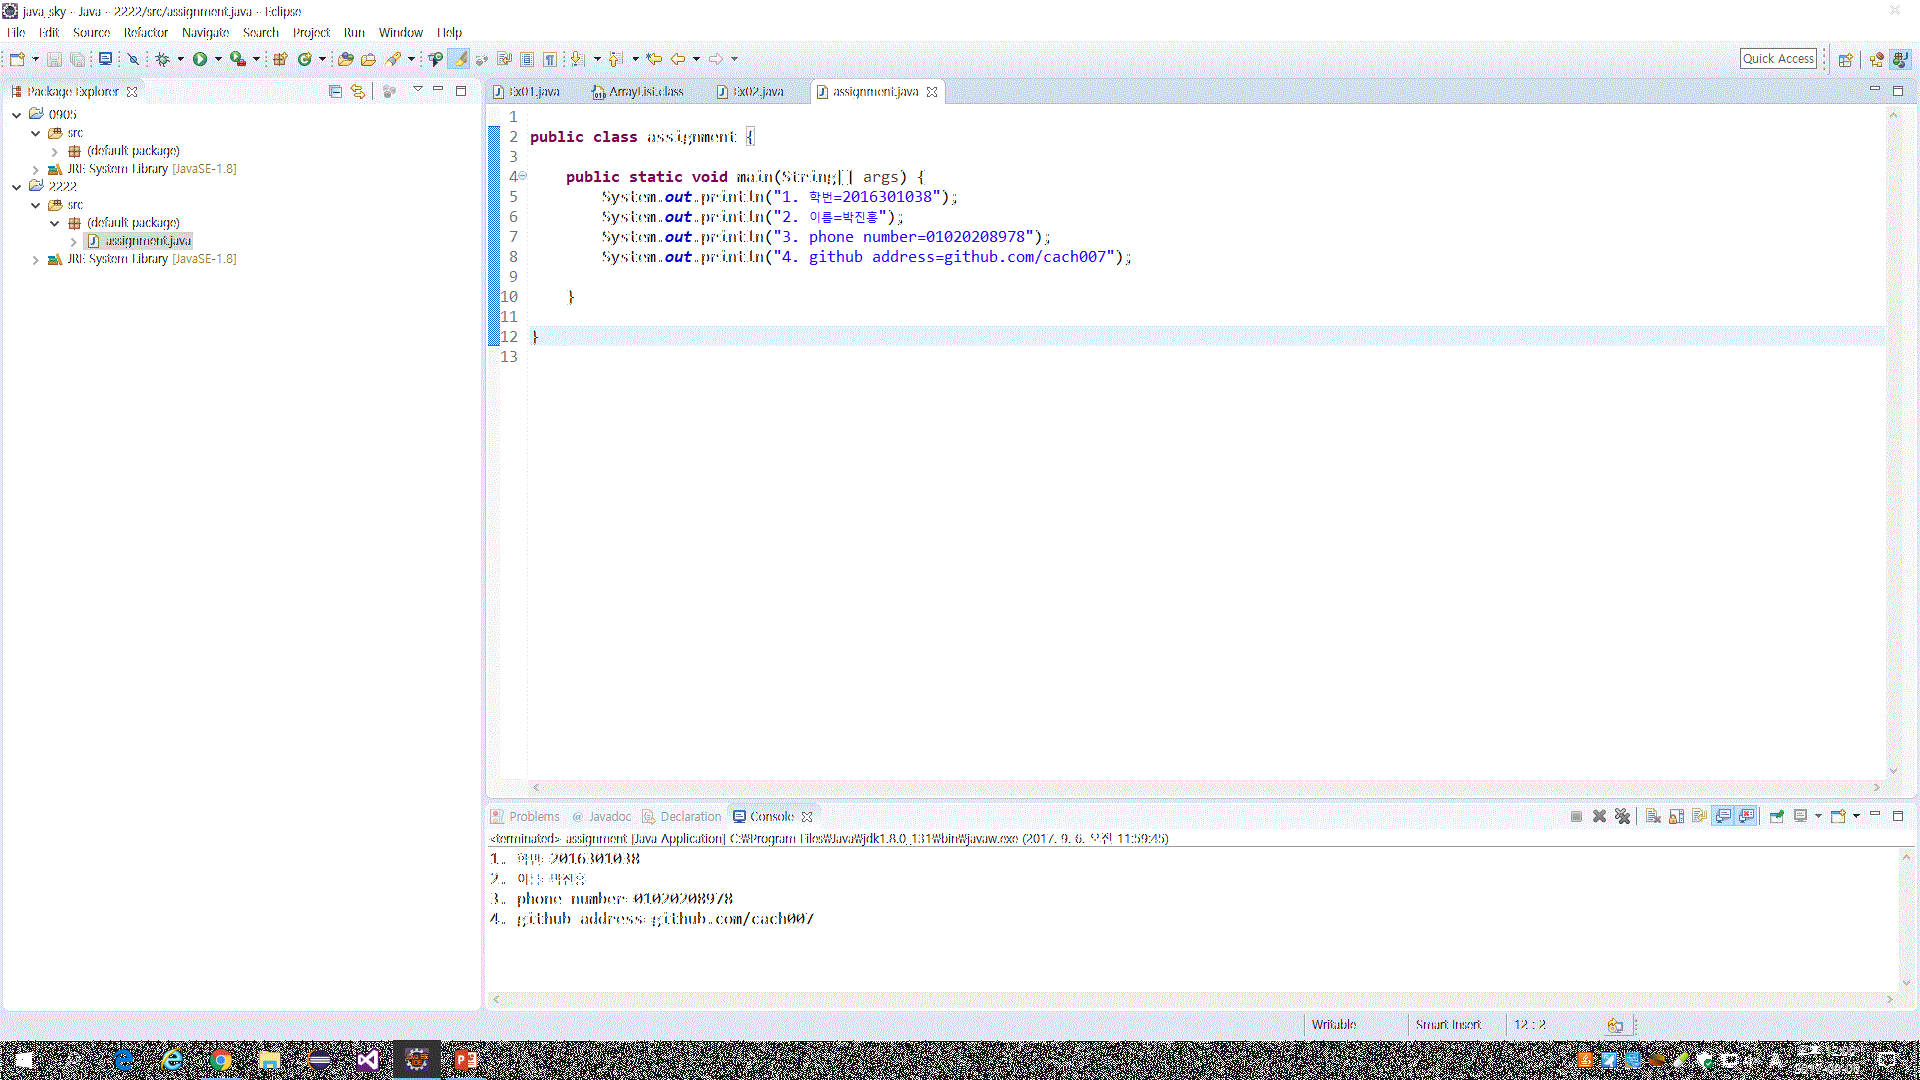 java_sky - Java - 2222/src/assignment.java - Eclipse
File Edit Source Refactor Navigate Search Project Run Window Help
Quick Access
Package Explorer
0905
src
(default package)
JRE System Library [JavaSE-1.8]
2222
src
(default package)
assignment.java
JRE System Library [JavaSE-1.8]
Ex01.java ArrayList.class Ex02.java assignment.java
1
2 public class assignment {
3
4 public static void main(String[] args) {
5 System.out.println("1. 학번=2016301038");
6 System.out.println("2. 이름=박진홍");
7 System.out.println("3. phone number=01020208978");
8 System.out.println("4. github address=github.com/cach007");
9
10 }
11
12 }
13
Problems @ Javadoc Declaration Console
<terminated> assignment [Java Application] C:₩Program Files₩Java₩jdk1.8.0_131₩bin₩javaw.exe (2017. 9. 6. 오전 11:59:45)
1. 학번=2016301038
2. 이름=박진홍
3. phone number=01020208978
4. github address=github.com/cach007
Writable Smart Insert 12 : 2